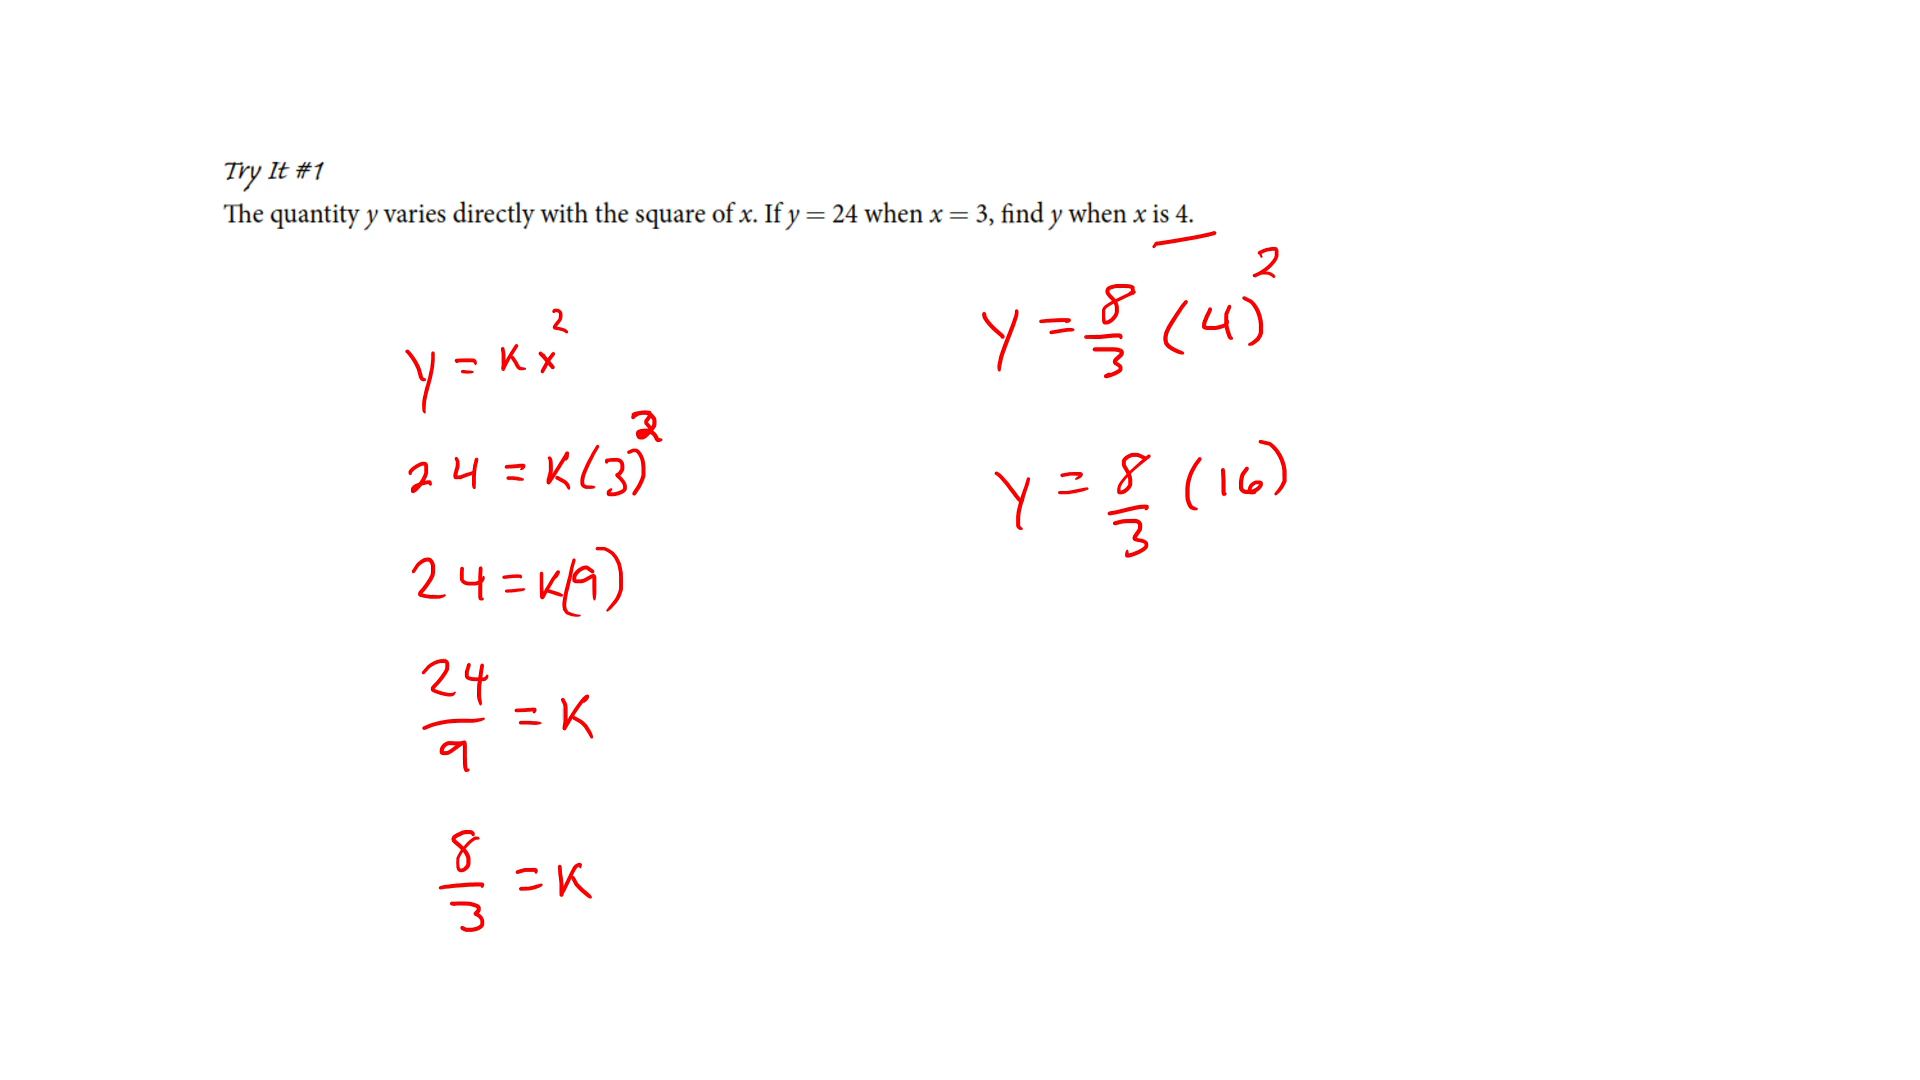 Try It #1
The quantity y varies directly with the square of x. If y = 24 when x = 3, find y when x is 4.
y = Kx²
24 = K(3)²
24 = K(9)
24/9 = K
8/3 = K
y = 8/3 (4)²
y = 8/3 (16)